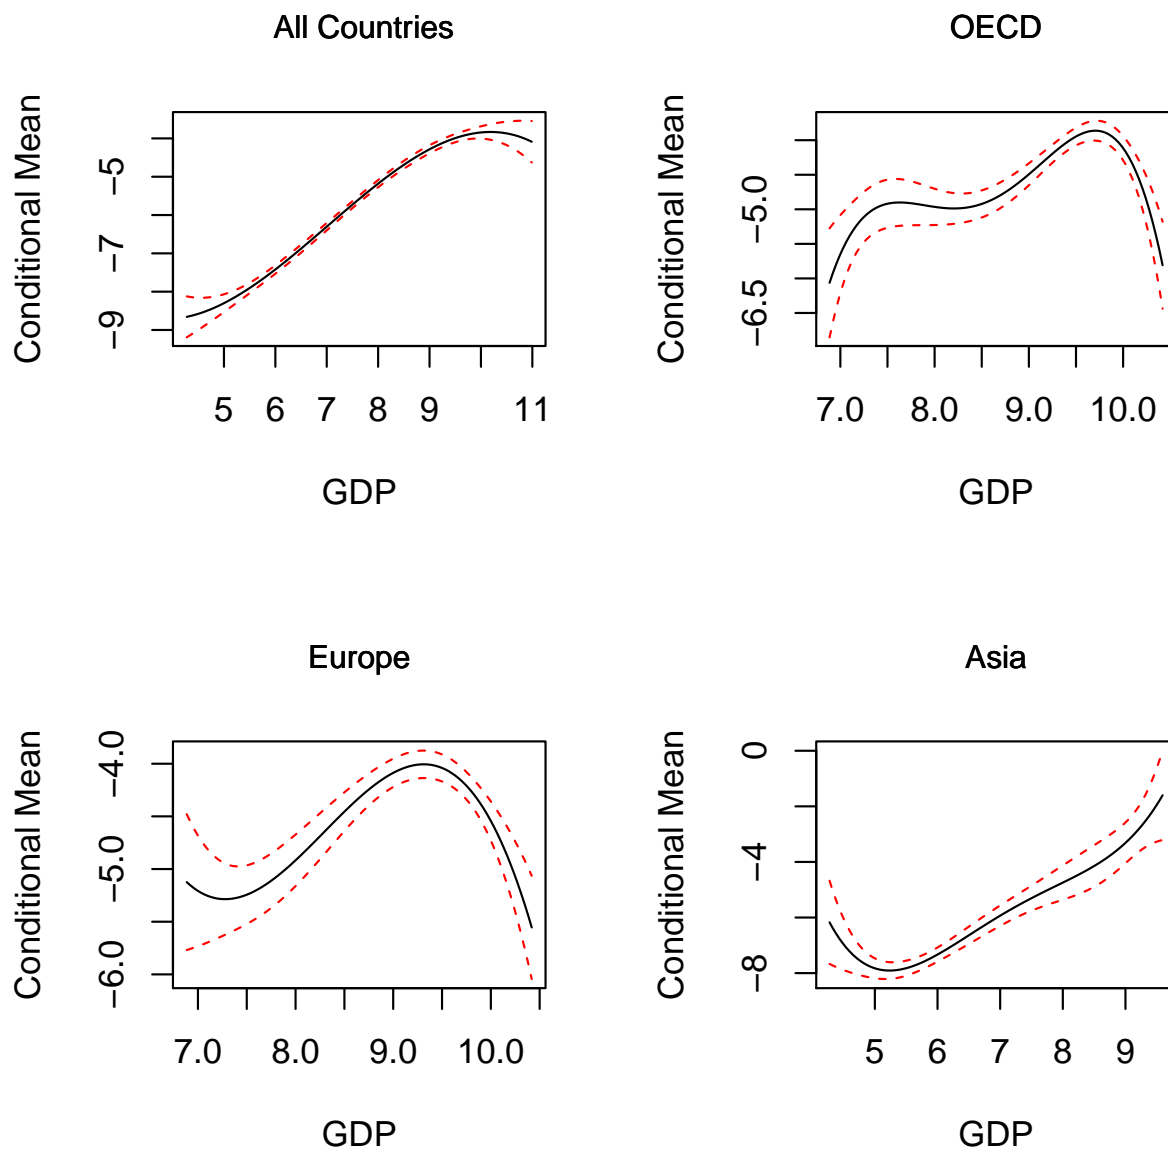 All Countries
Conditional Mean
−5
−7
−9
5 6 7 8 9 11
GDP
OECD
Conditional Mean
−5.0
−6.5
7.0 8.0 9.0 10.0
GDP
Europe
Conditional Mean
−4.0
−5.0
−6.0
7.0 8.0 9.0 10.0
GDP
Asia
Conditional Mean
0
−4
−8
5 6 7 8 9
GDP